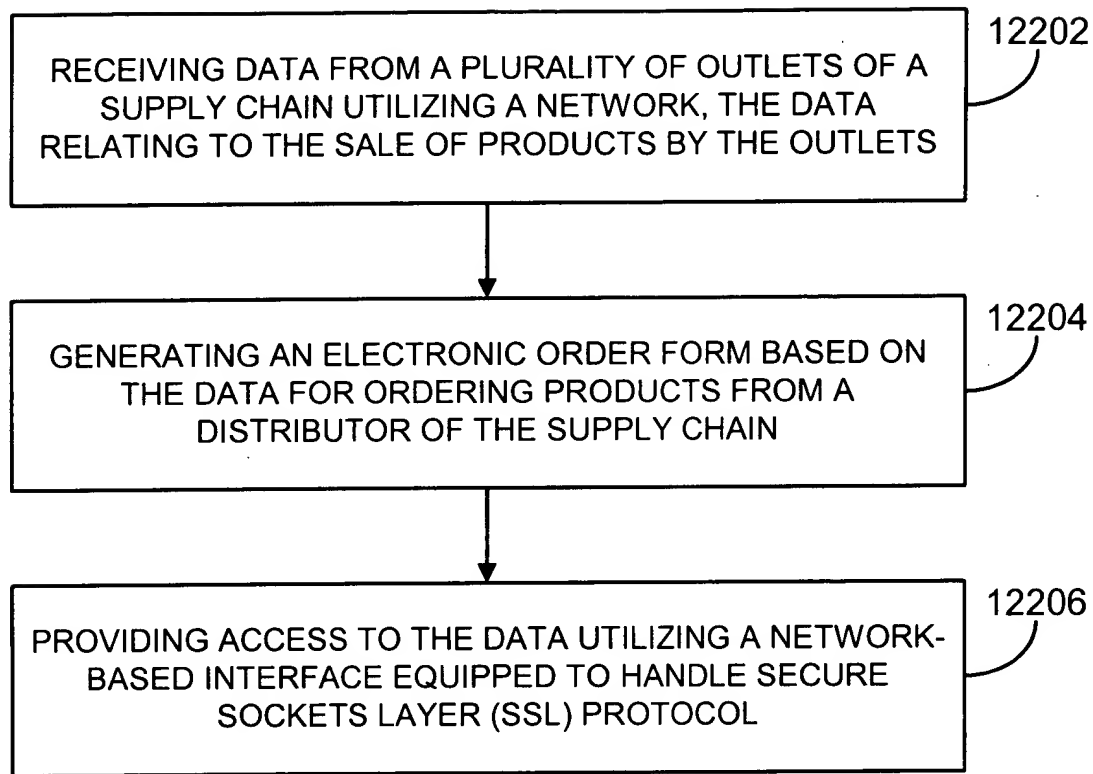 12202
RECEIVING DATA FROM A PLURALITY OF OUTLETS OF A
SUPPLY CHAIN UTILIZING A NETWORK, THE DATA
RELATING TO THE SALE OF PRODUCTS BY THE OUTLETS
12204
GENERATING AN ELECTRONIC ORDER FORM BASED ON
THE DATA FOR ORDERING PRODUCTS FROM A
DISTRIBUTOR OF THE SUPPLY CHAIN
12206
PROVIDING ACCESS TO THE DATA UTILIZING A NETWORK-
BASED INTERFACE EQUIPPED TO HANDLE SECURE
SOCKETS LAYER (SSL) PROTOCOL